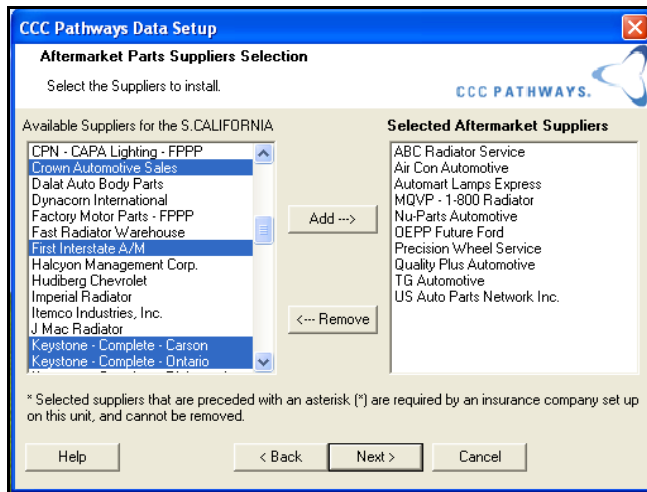 CCC Pathways Data Setup
Aftermarket Parts Suppliers Selection
Select the Suppliers to install.
CCC PATHWAYS.
Available Suppliers for the S.CALIFORNIA
CPN - CAPA Lighting - FPPP
Crown Automotive Sales
Dalat Auto Body Parts
Dynacorn International
Factory Motor Parts - FPPP
Fast Radiator Warehouse
First Interstate A/M
Halcyon Management Corp.
Hudiberg Chevrolet
Imperial Radiator
Itemco Industries, Inc.
J Mac Radiator
Keystone - Complete - Carson
Keystone - Complete - Ontario
Add --->
<--- Remove
Selected Aftermarket Suppliers
ABC Radiator Service
Air Con Automotive
Automart Lamps Express
MQVP - 1-800 Radiator
Nu-Parts Automotive
OEPP Future Ford
Precision Wheel Service
Quality Plus Automotive
TG Automotive
US Auto Parts Network Inc.
* Selected suppliers that are preceded with an asterisk (*) are required by an insurance company set up
on this unit, and cannot be removed.
Help
< Back
Next >
Cancel